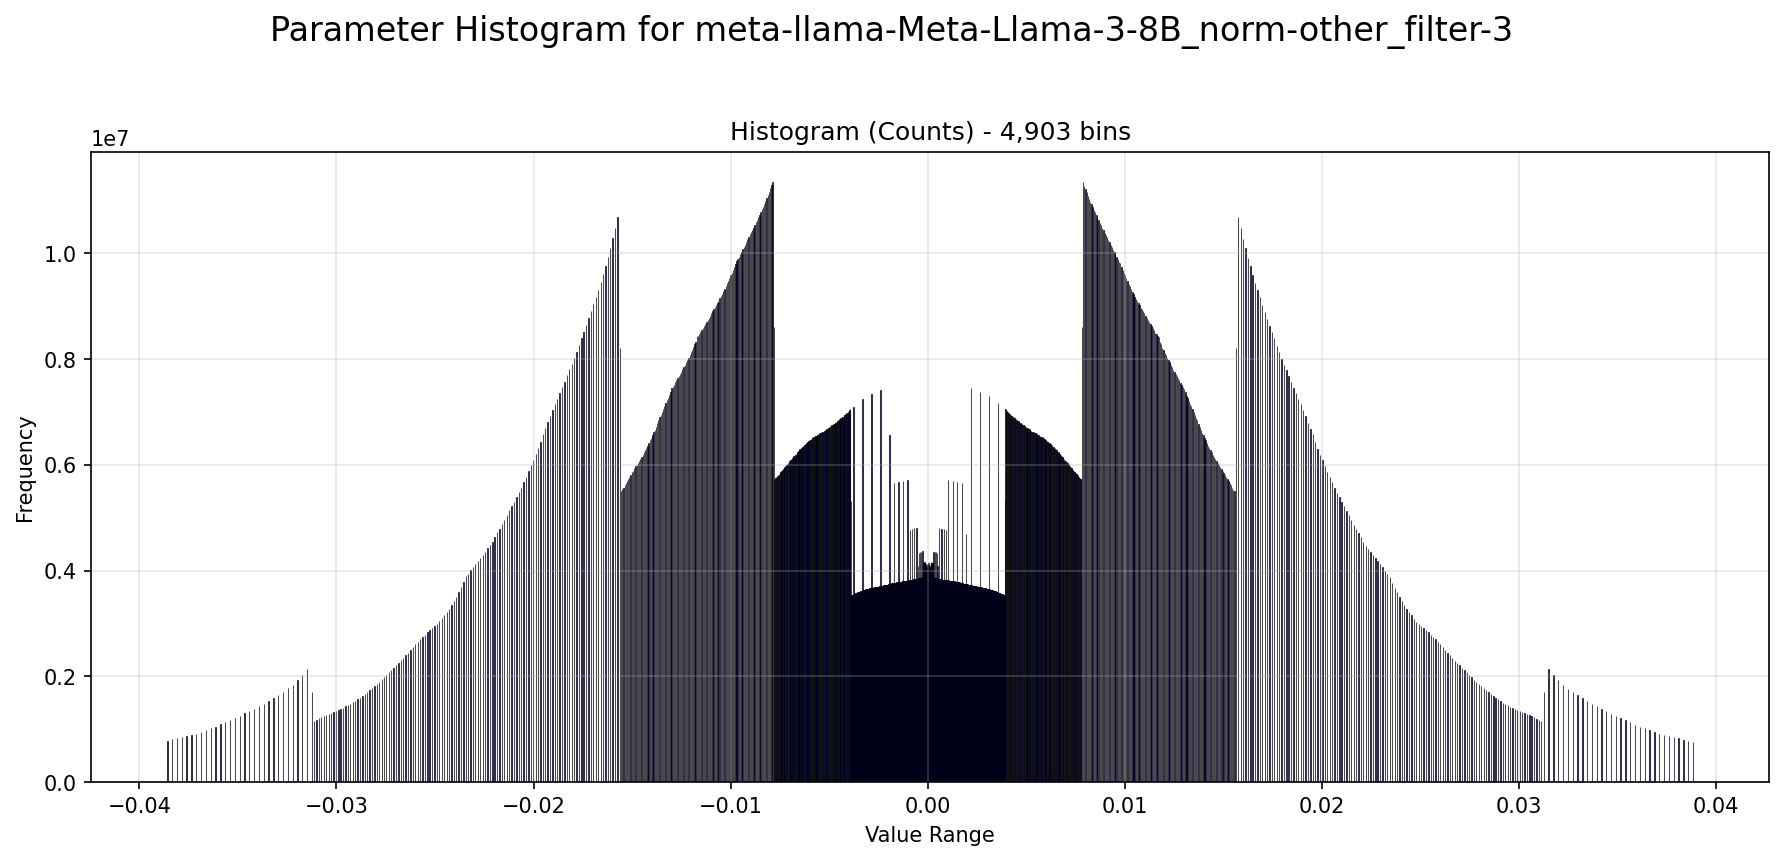 Parameter Histogram for meta-llama-Meta-Llama-3-8B_norm-other_filter-3
Histogram (Counts) - 4,903 bins
1e7
1.0
0.8
0.6
0.4
0.2
0.0
Frequency
−0.04 −0.03 −0.02 −0.01 0.00 0.01 0.02 0.03 0.04
Value Range